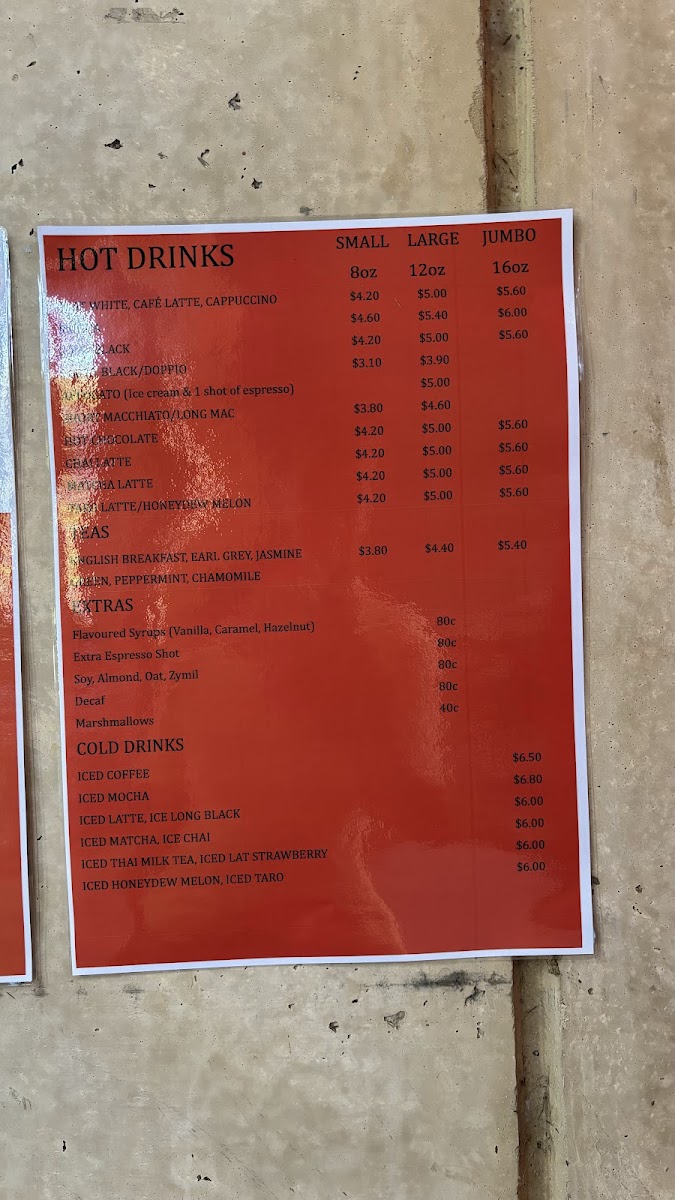 HOT DRINKS SMALL LARGE JUMBO
8oz 12oz 16oz
WHITE, CAFÉ LATTE, CAPPUCCINO $4.20 $5.00 $5.60
$4.60 $5.40 $6.00
BLACK $4.20 $5.00 $5.60
BLACK/DOPPIO $3.10 $3.90
AFFOGATO (ice cream & 1 shot of espresso) $5.00
MACCHIATO/LONG MAC $3.80 $4.60
HOT CHOCOLATE $4.20 $5.00 $5.60
CHAI LATTE $4.20 $5.00 $5.60
MATCHA LATTE $4.20 $5.00 $5.60
TARO LATTE/HONEYDEW MELON $4.20 $5.00 $5.60
TEAS
ENGLISH BREAKFAST, EARL GREY, JASMINE $3.80 $4.40 $5.40
GREEN, PEPPERMINT, CHAMOMILE
EXTRAS
Flavoured Syrups (Vanilla, Caramel, Hazelnut) 80c
Extra Espresso Shot 80c
Soy, Almond, Oat, Zymil 80c
Decaf 80c
Marshmallows 40c
COLD DRINKS
ICED COFFEE $6.50
ICED MOCHA $6.80
ICED LATTE, ICE LONG BLACK $6.00
ICED MATCHA, ICE CHAI $6.00
ICED THAI MILK TEA, ICED LAT STRAWBERRY $6.00
ICED HONEYDEW MELON, ICED TARO $6.00